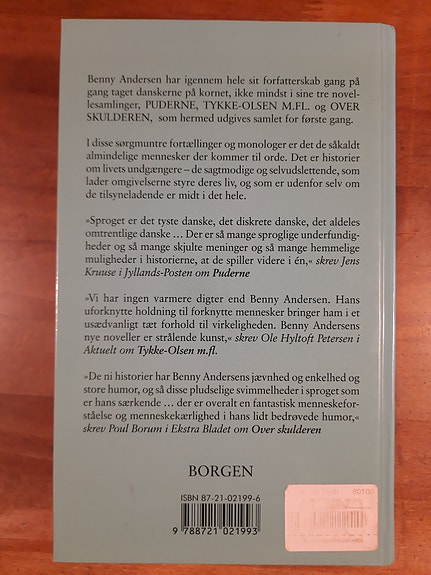 Benny Andersen har igennem hele sit forfatterskab gang på
gang taget danskerne på kornet, ikke mindst i sine tre novel-
lesamlinger, PUDERNE, TYKKE-OLSEN M.FL. og OVER
SKULDEREN, som hermed udgives samlet for første gang.
I disse sørgmuntre fortællinger og monologer er det de såkaldt
almindelige mennesker der kommer til orde. Det er historier
om livets undgængere – de sagtmodige og selvudslettende, som
lader omgivelserne styre deres liv, og som er udenfor selv om
de tilsyneladende er midt i det hele.
»Sproget er det tyste danske, det diskrete danske, det aldeles
omtrentlige danske … Der er så mange sproglige underfundig-
heder og så mange skjulte meninger og så mange hemmelige
muligheder i historierne, at de spiller videre i én,« skrev Jens
Kruuse i Jyllands-Posten om Puderne
»Vi har ingen varmere digter end Benny Andersen. Hans
uforknytte holdning til forknytte mennesker bringer ham i et
usædvanligt tæt forhold til virkeligheden. Benny Andersens
nye noveller er strålende kunst,« skrev Ole Hyltoft Petersen i
Aktuelt om Tykke-Olsen m.fl.
»De ni historier har Benny Andersens jævnhed og enkelhed og
store humor, og så disse pludselige svimmelheder i sproget som
er hans særkende … der er overalt en fantastisk menneskefor-
ståelse og menneskekærlighed i hans lidt bedrøvede humor,«
skrev Poul Borum i Ekstra Bladet om Over skulderen
BORGEN
ISBN 87-21-02199-6
9 788721 021993